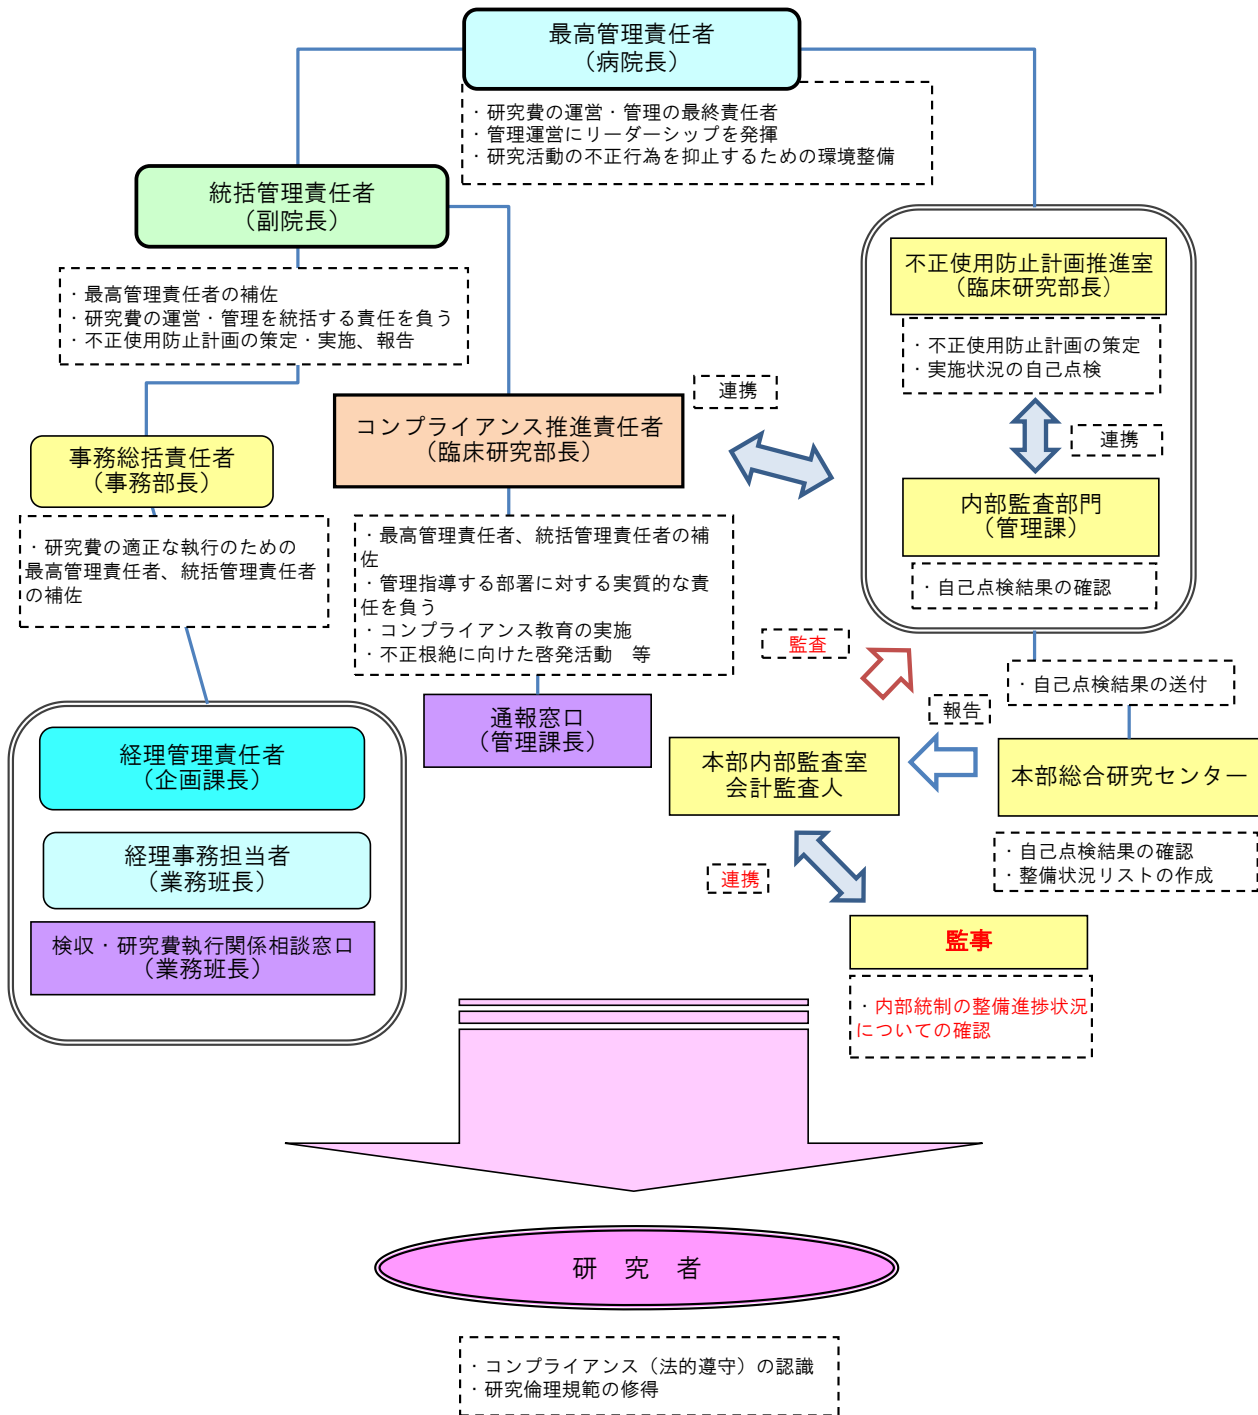 最高管理責任者
（病院長）
・研究費の運営・管理の最終責任者
・管理運営にリーダーシップを発揮
・研究活動の不正行為を抑止するための環境整備
統括管理責任者
（副院長）
・最高管理責任者の補佐
・研究費の運営・管理を統括する責任を負う
・不正使用防止計画の策定・実施、報告
不正使用防止計画推進室
（臨床研究部長）
・不正使用防止計画の策定
・実施状況の自己点検
連携
連携
コンプライアンス推進責任者
（臨床研究部長）
事務総括責任者
（事務部長）
内部監査部門
（管理課）
・自己点検結果の確認
・研究費の適正な執行のための
最高管理責任者、統括管理責任者
の補佐
・最高管理責任者、統括管理責任者の補
佐
・管理指導する部署に対する実質的な責
任を負う
・コンプライアンス教育の実施
・不正根絶に向けた啓発活動　等
監査
・自己点検結果の送付
報告
通報窓口
（管理課長）
経理管理責任者
（企画課長）
本部内部監査室
会計監査人
本部総合研究センター
・自己点検結果の確認
・整備状況リストの作成
経理事務担当者
（業務班長）
連携
検収・研究費執行関係相談窓口
（業務班長）
監事
・内部統制の整備進捗状況
についての確認
研　究　者
・コンプライアンス（法的遵守）の認識
・研究倫理規範の修得